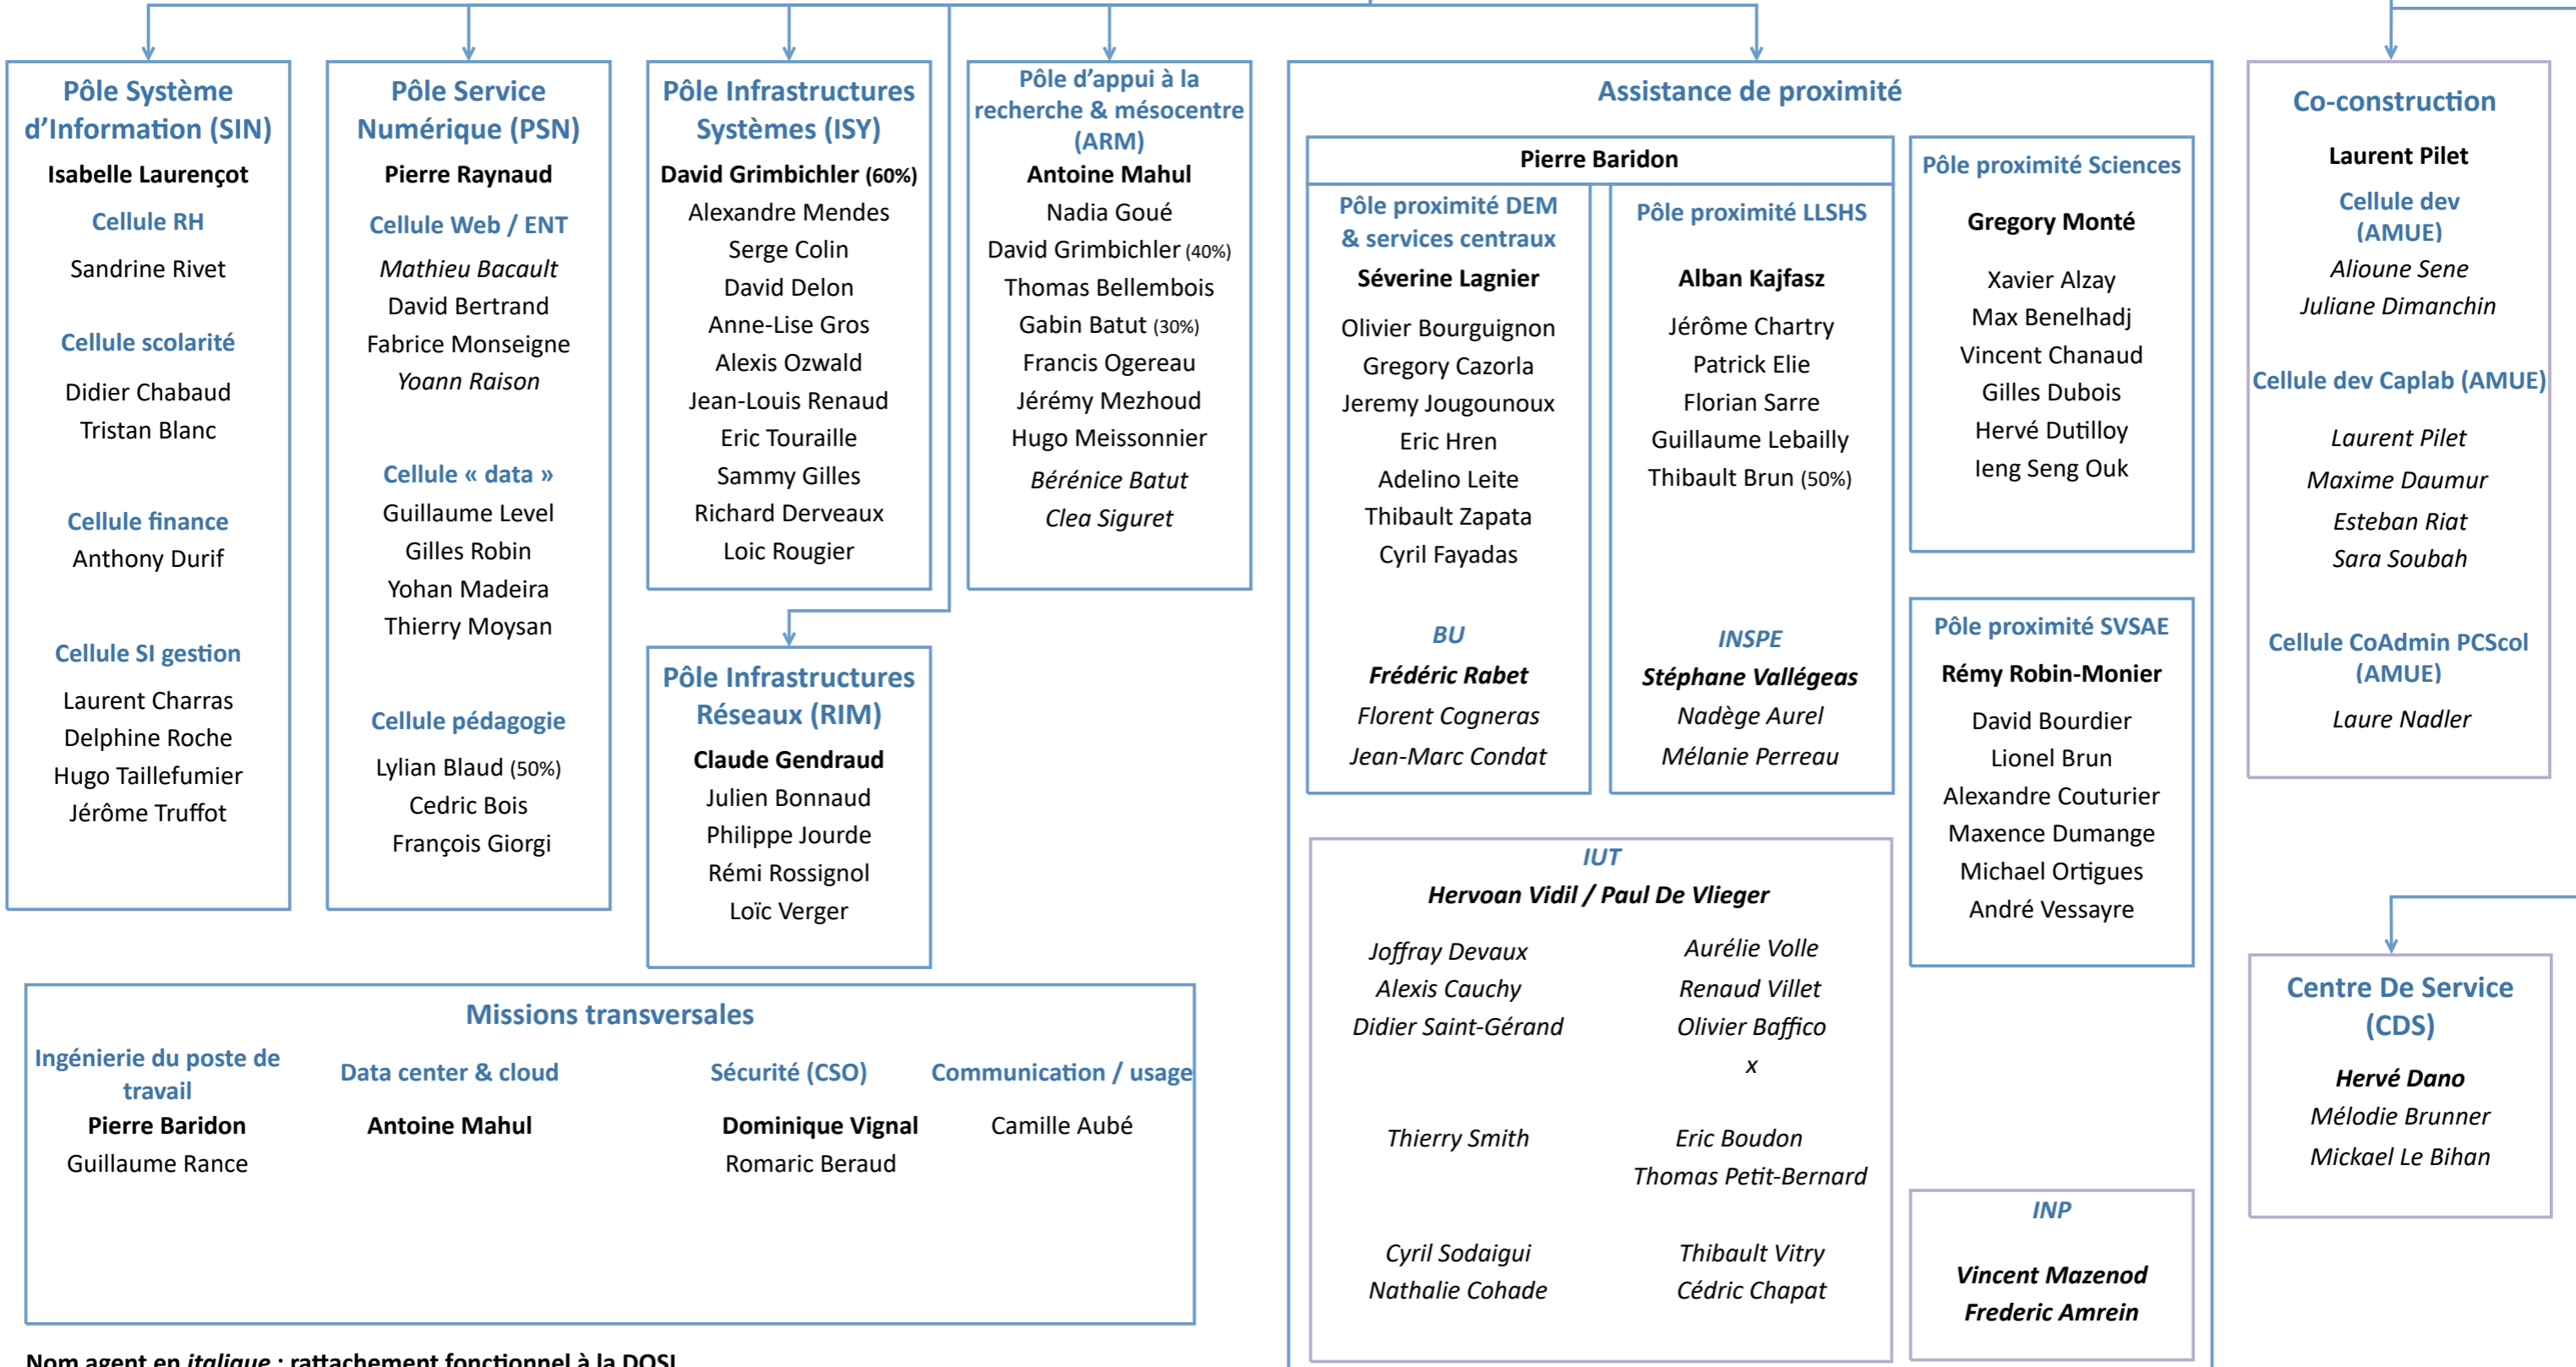 Pôle Système
d'Information (SIN)
Isabelle Laurençot
Cellule RH
Sandrine Rivet
Cellule scolarité
Didier Chabaud
Tristan Blanc
Cellule finance
Anthony Durif
Cellule SI gestion
Laurent Charras
Delphine Roche
Hugo Taillefumier
Jérôme Truffot
Pôle Service
Numérique (PSN)
Pierre Raynaud
Cellule Web / ENT
Mathieu Bacault
David Bertrand
Fabrice Monseigne
Yoann Raison
Cellule « data »
Guillaume Level
Gilles Robin
Yohan Madeira
Thierry Moysan
Cellule pédagogie
Lylian Blaud (50%)
Cedric Bois
François Giorgi
Pôle Infrastructures
Systèmes (ISY)
David Grimbichler (60%)
Alexandre Mendes
Serge Colin
David Delon
Anne-Lise Gros
Alexis Ozwald
Jean-Louis Renaud
Eric Touraille
Sammy Gilles
Richard Derveaux
Loic Rougier
Pôle Infrastructures
Réseaux (RIM)
Claude Gendraud
Julien Bonnaud
Philippe Jourde
Rémi Rossignol
Loïc Verger
Pôle d'appui à la
recherche & mésocentre
(ARM)
Antoine Mahul
Nadia Goué
David Grimbichler (40%)
Thomas Bellembois
Gabin Batut (30%)
Francis Ogereau
Jérémy Mezhoud
Hugo Meissonnier
Bérénice Batut
Clea Siguret
Assistance de proximité
Pierre Baridon
Pôle proximité DEM
& services centraux
Séverine Lagnier
Olivier Bourguignon
Gregory Cazorla
Jeremy Jougounoux
Eric Hren
Adelino Leite
Thibault Zapata
Cyril Fayadas
BU
Frédéric Rabet
Florent Cogneras
Jean-Marc Condat
Pôle proximité LLSHS
Alban Kajfasz
Jérôme Chartry
Patrick Elie
Florian Sarre
Guillaume Lebailly
Thibault Brun (50%)
INSPE
Stéphane Vallégeas
Nadège Aurel
Mélanie Perreau
Pôle proximité Sciences
Gregory Monté
Xavier Alzay
Max Benelhadj
Vincent Chanaud
Gilles Dubois
Hervé Dutilloy
Ieng Seng Ouk
Pôle proximité SVSAE
Rémy Robin-Monier
David Bourdier
Lionel Brun
Alexandre Couturier
Maxence Dumange
Michael Ortigues
André Vessayre
IUT
Hervoan Vidil / Paul De Vlieger
Joffray Devaux
Alexis Cauchy
Didier Saint-Gérand
Thierry Smith
Cyril Sodaigui
Nathalie Cohade
Aurélie Volle
Renaud Villet
Olivier Baffico
x
Eric Boudon
Thomas Petit-Bernard
Thibault Vitry
Cédric Chapat
INP
Vincent Mazenod
Frederic Amrein
Co-construction
Laurent Pilet
Cellule dev
(AMUE)
Alioune Sene
Juliane Dimanchin
Cellule dev Caplab (AMUE)
Laurent Pilet
Maxime Daumur
Esteban Riat
Sara Soubah
Cellule CoAdmin PCScol
(AMUE)
Laure Nadler
Centre De Service
(CDS)
Hervé Dano
Mélodie Brunner
Mickael Le Bihan
Missions transversales
Ingénierie du poste de
travail
Pierre Baridon
Guillaume Rance
Data center & cloud
Antoine Mahul
Sécurité (CSO)
Dominique Vignal
Romaric Beraud
Communication / usage
Camille Aubé
Nom agent en italique : rattachement fonctionnel à la DOSI